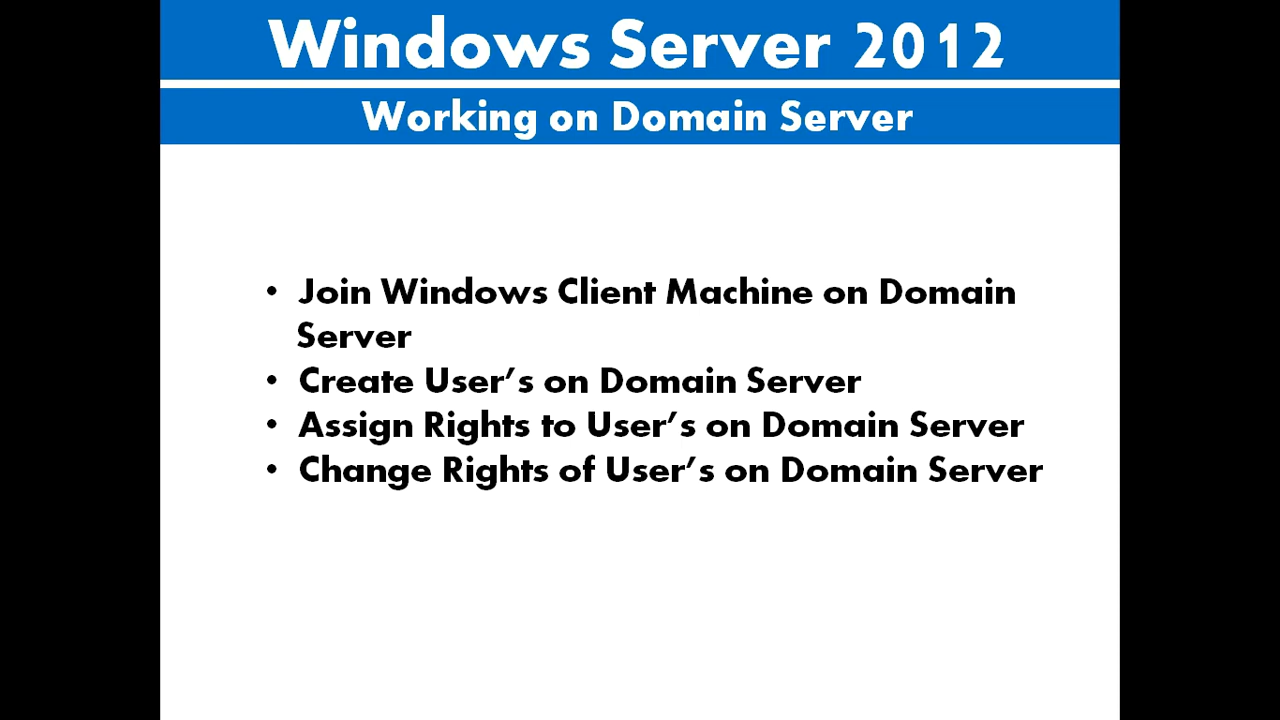 Windows Server 2012
Working on Domain Server
• Join Windows Client Machine on Domain
Server
• Create User’s on Domain Server
• Assign Rights to User’s on Domain Server
• Change Rights of User’s on Domain Server